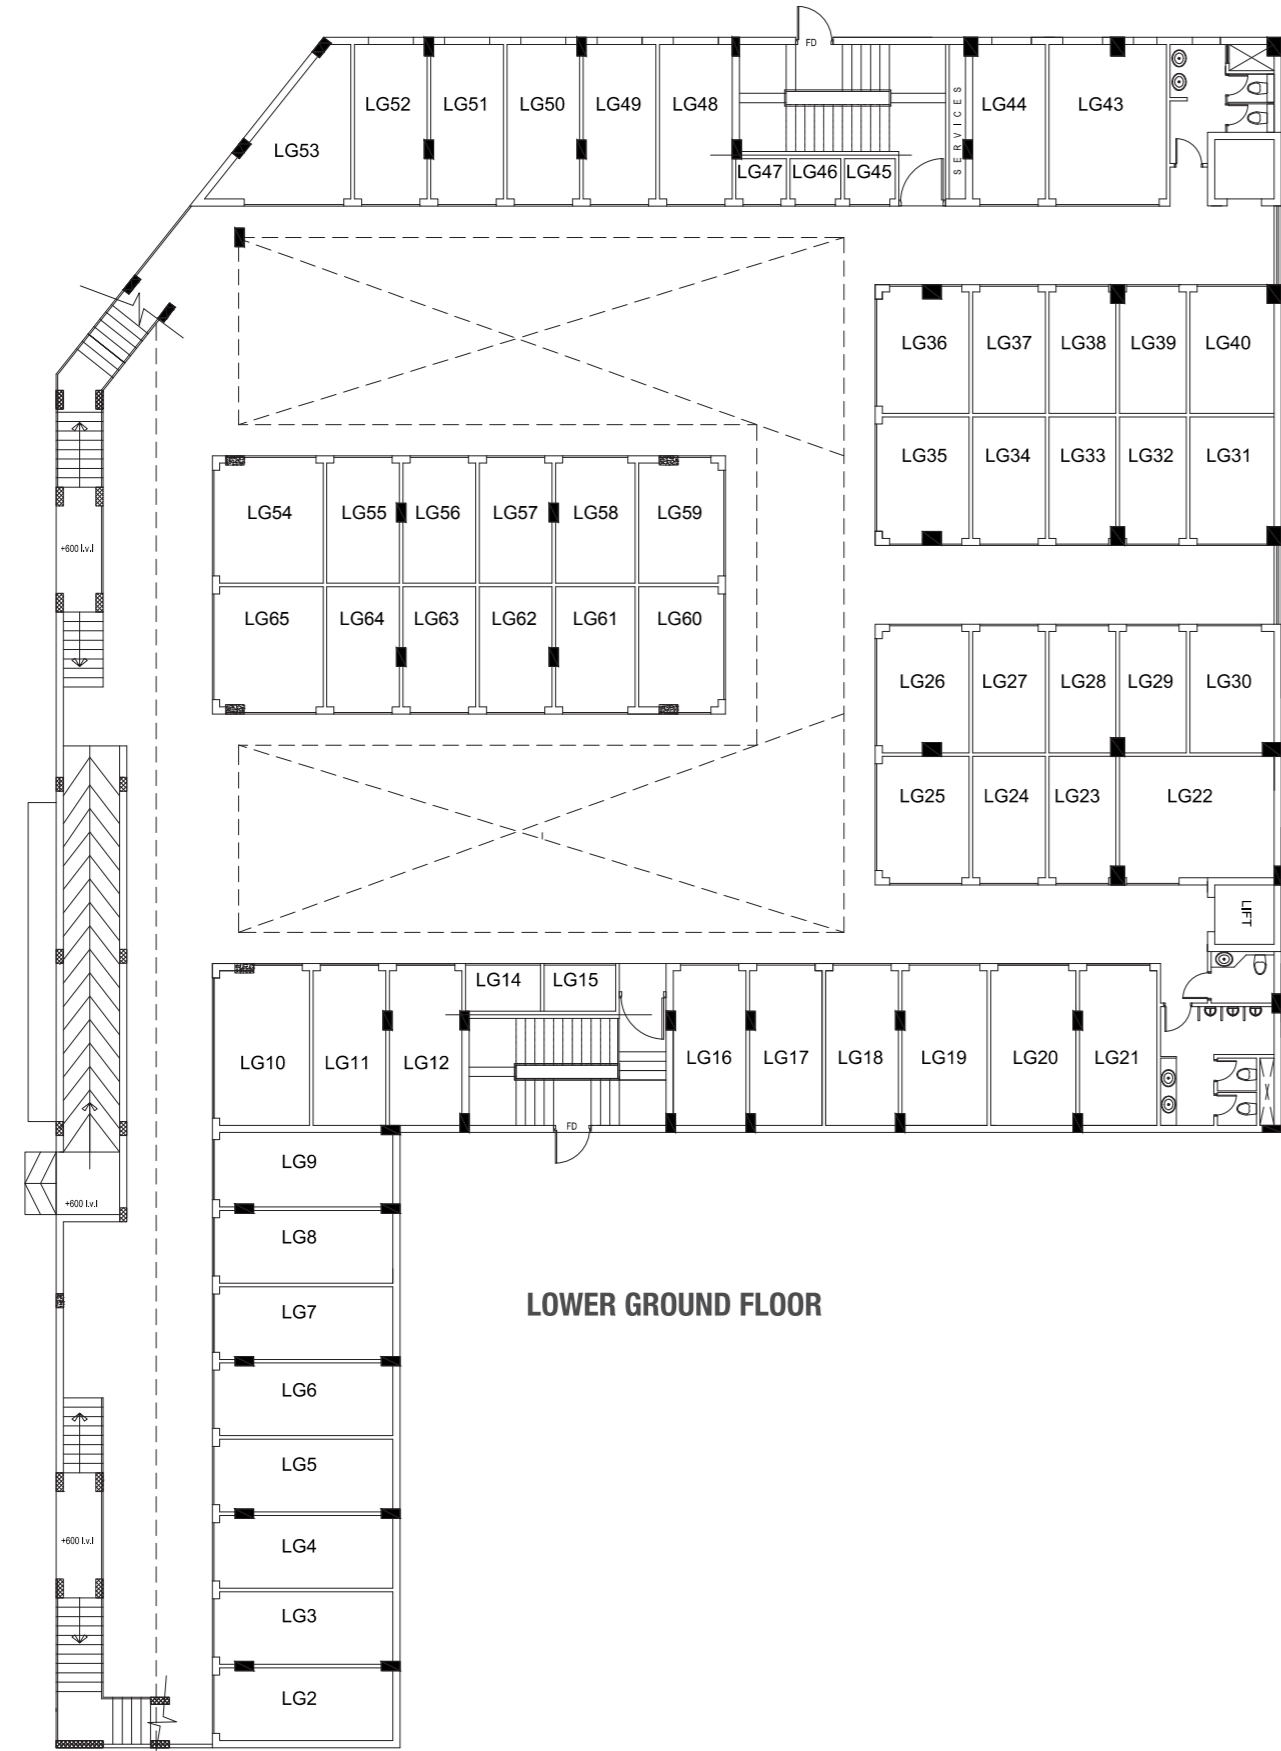 FD
LG52 LG51 LG50 LG49 LG48 SERVICES LG44 LG43
LG53
LG47 LG46 LG45
LG36 LG37 LG38 LG39 LG40
LG35 LG34 LG33 LG32 LG31
LG54 LG55 LG56 LG57 LG58 LG59
+600 l.v.l
LG65 LG64 LG63 LG62 LG61 LG60
LG26 LG27 LG28 LG29 LG30
LG25 LG24 LG23 LG22
LIFT
LG14 LG15
LG10 LG11 LG12 LG16 LG17 LG18 LG19 LG20 LG21
FD
LG9
+600 l.v.l
LG8
LOWER GROUND FLOOR
LG7
LG6
LG5
LG4
+600 l.v.l
LG3
LG2